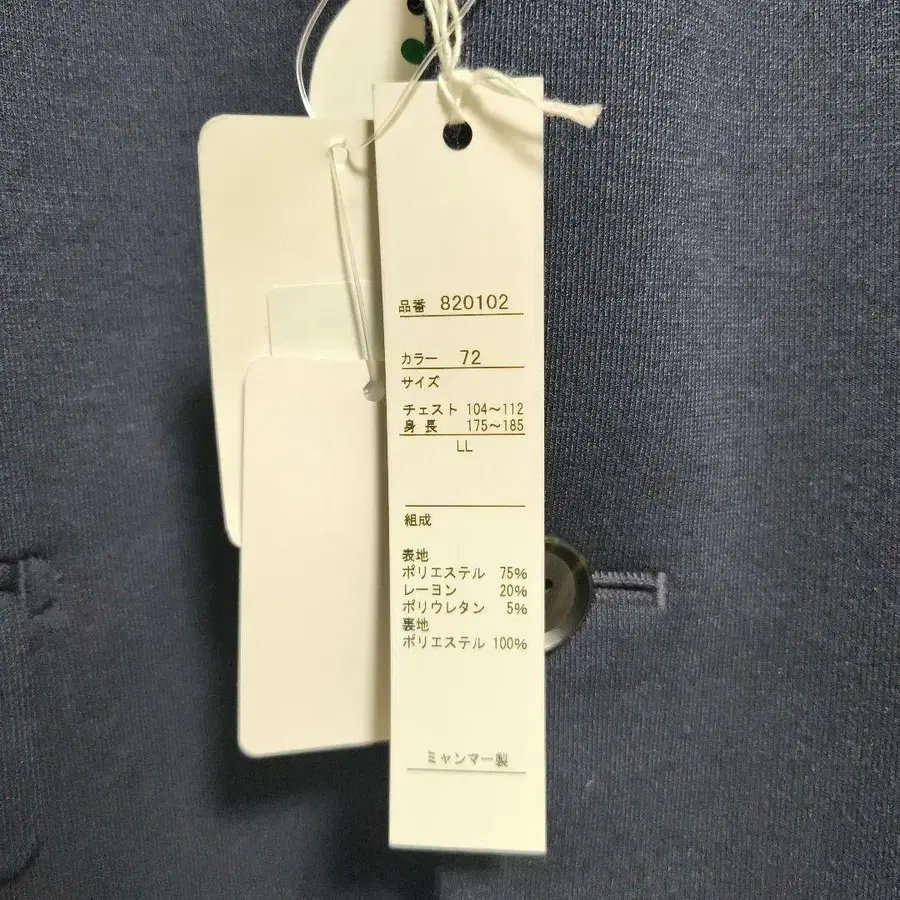 品番 820102
カラー 72
サイズ
チェスト 104～112
身長 175～185
LL
組成
表地
ポリエステル 75%
レーヨン 20%
ポリウレタン 5%
裏地
ポリエステル 100%
ミャンマー製